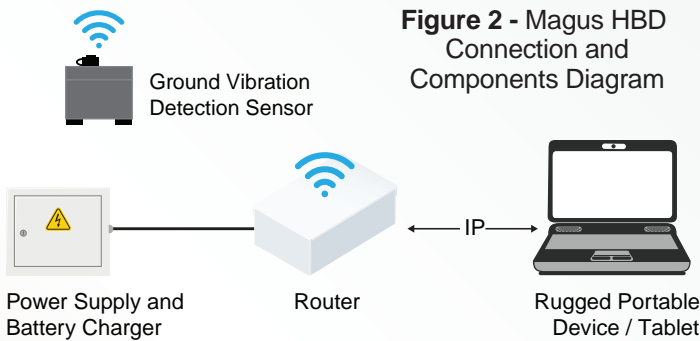 Figure 2 - Magus HBD
Connection and
Components Diagram
Ground Vibration
Detection Sensor
IP
Power Supply and
Battery Charger
Router
Rugged Portable
Device / Tablet